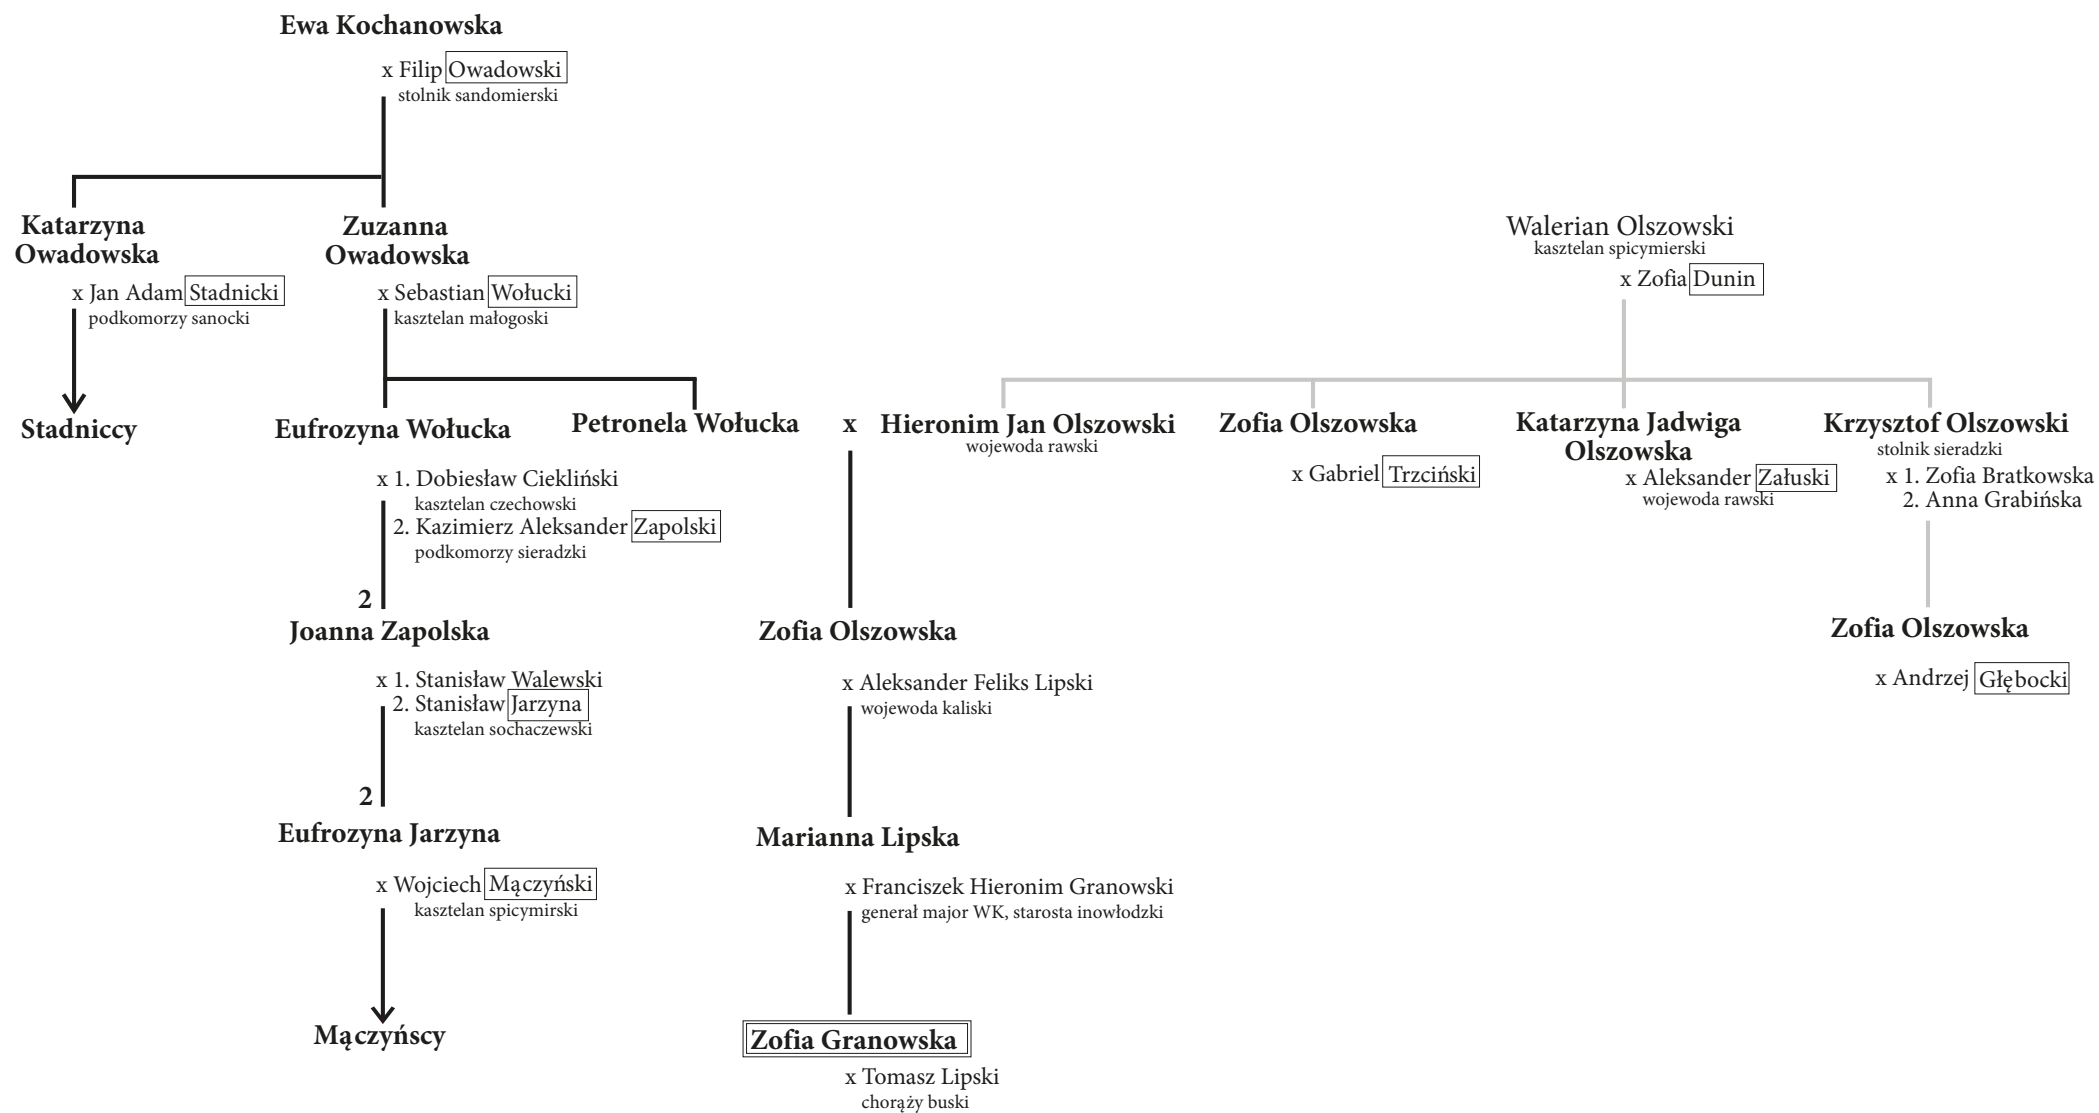 Ewa Kochanowska
x Filip Owadowski
stolnik sandomierski
Katarzyna
Owadowska
x Jan Adam Stadnicki
podkomorzy sanocki
Stadniccy
Zuzanna
Owadowska
x Sebastian Wołucki
kasztelan małogoski
Walerian Olszowski
kasztelan spicymierski
x Zofia Dunin
Eufrozyna Wołucka
x 1. Dobiesław Ciekliński
kasztelan czechowski
2. Kazimierz Aleksander Zapolski
podkomorzy sieradzki
Petronela Wołucka
x
Hieronim Jan Olszowski
wojewoda rawski
Zofia Olszowska
x Gabriel Trzciński
Katarzyna Jadwiga
Olszowska
x Aleksander Załuski
wojewoda rawski
Krzysztof Olszowski
stolnik sieradzki
x 1. Zofia Bratkowska
2. Anna Grabińska
2
Joanna Zapolska
x 1. Stanisław Walewski
2. Stanisław Jarzyna
kasztelan sochaczewski
Zofia Olszowska
x Aleksander Feliks Lipski
wojewoda kaliski
Zofia Olszowska
x Andrzej Głębocki
2
Eufrozyna Jarzyna
x Wojciech Mączyński
kasztelan spicymirski
Marianna Lipska
x Franciszek Hieronim Granowski
generał major WK, starosta inowłodzki
Mączyńscy
Zofia Granowska
x Tomasz Lipski
chorąży buski